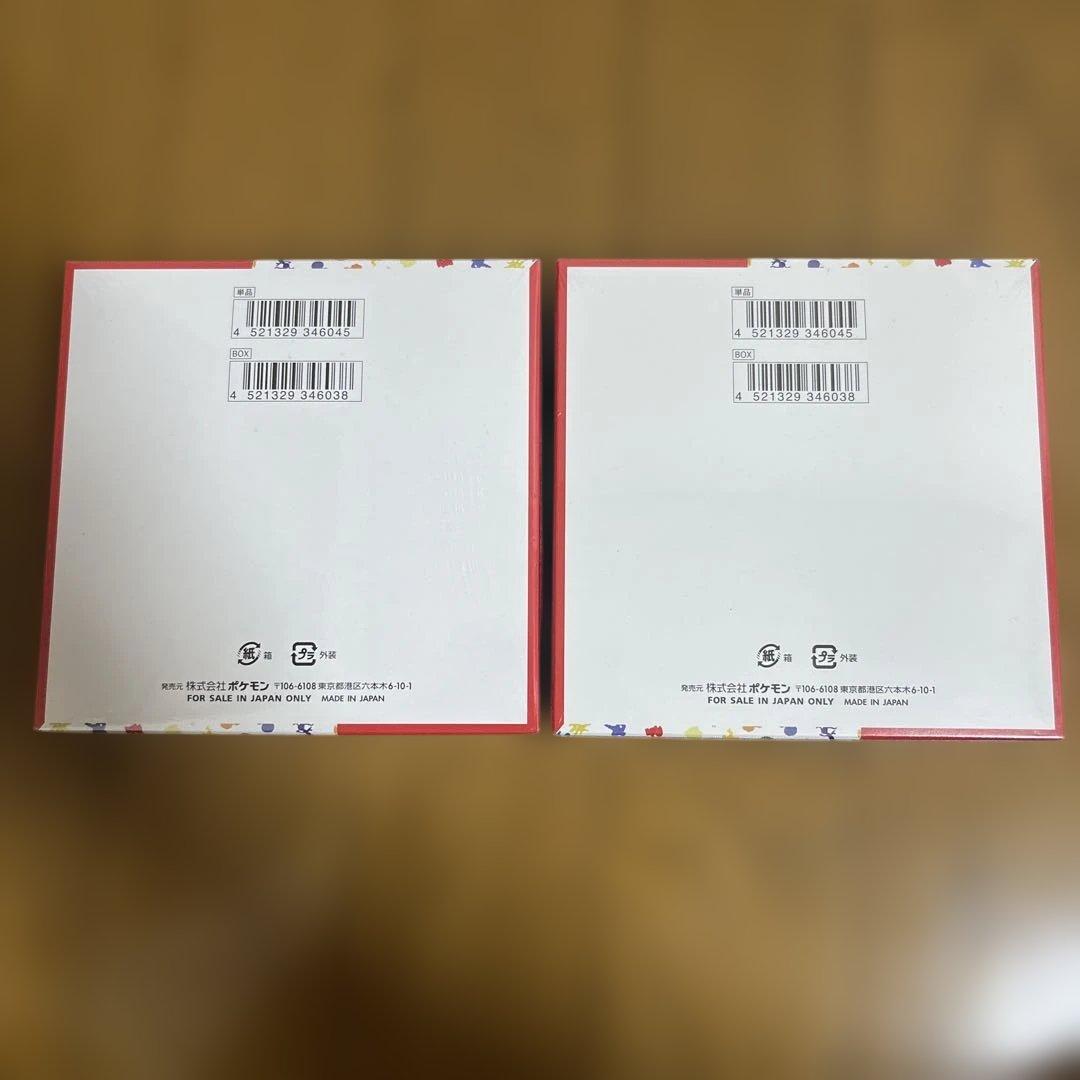 単品
4 521329 346045
BOX
4 521329 346038
紙 箱 プラ 外装
発売元 株式会社ポケモン 〒106-6108 東京都港区六本木6-10-1
FOR SALE IN JAPAN ONLY MADE IN JAPAN
単品
4 521329 346045
BOX
4 521329 346038
紙 箱 プラ 外装
発売元 株式会社ポケモン 〒106-6108 東京都港区六本木6-10-1
FOR SALE IN JAPAN ONLY MADE IN JAPAN